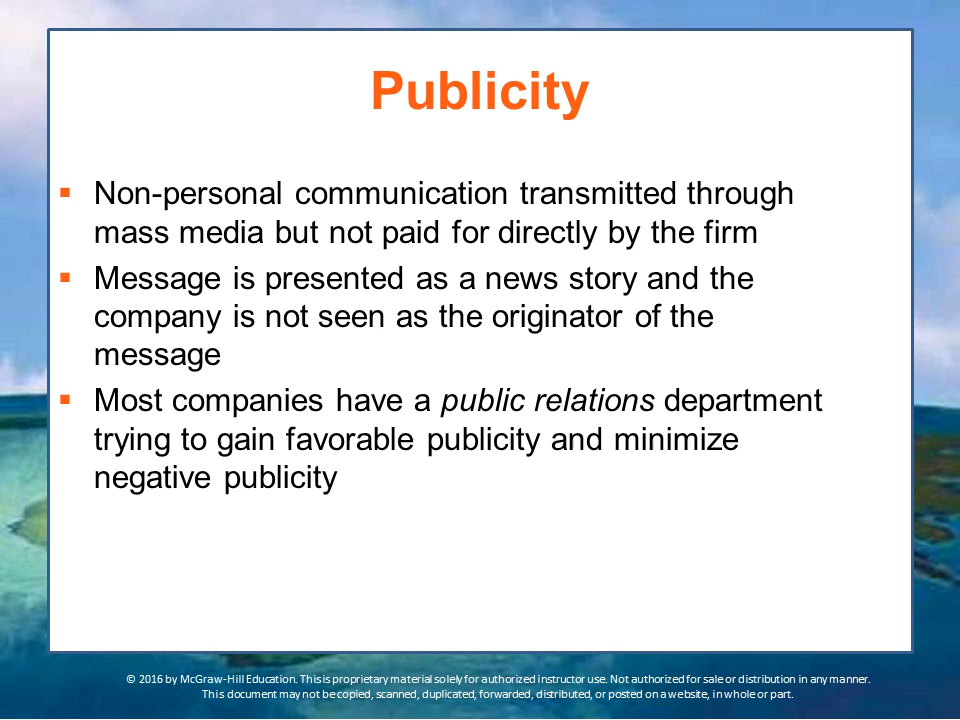 Publicity
▪ Non-personal communication transmitted through
mass media but not paid for directly by the firm
▪ Message is presented as a news story and the
company is not seen as the originator of the
message
▪ Most companies have a public relations department
trying to gain favorable publicity and minimize
negative publicity
© 2016 by McGraw-Hill Education. This is proprietary material solely for authorized instructor use. Not authorized for sale or distribution in any manner.
This document may not be copied, scanned, duplicated, forwarded, distributed, or posted on a website, in whole or part.